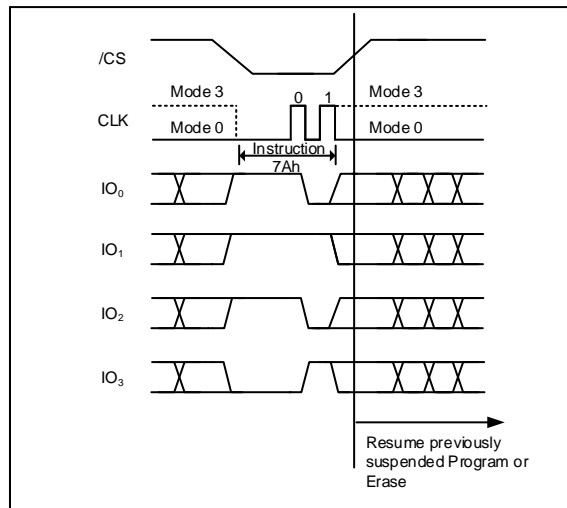 /CS
Mode 3
0 1
Mode 3
CLK
Mode 0
Mode 0
Instruction
7Ah
IO0
IO1
IO2
IO3
Resume previously
suspended Program or
Erase